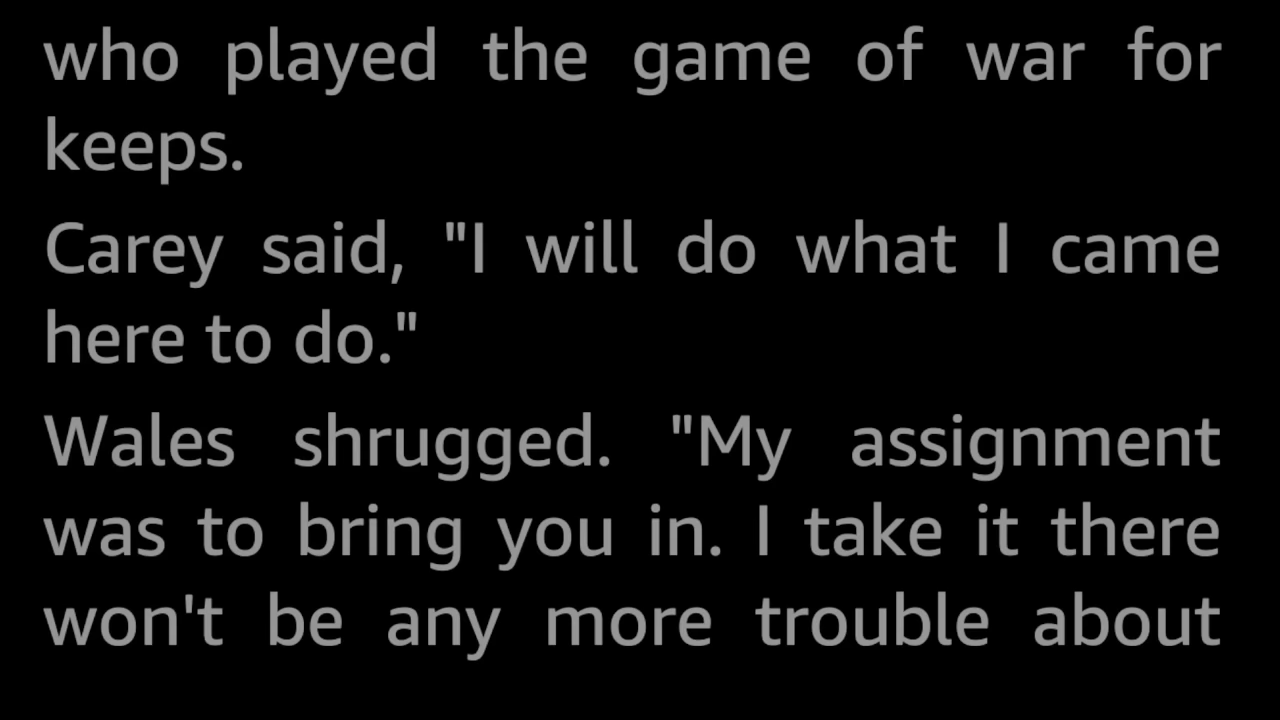 who played the game of war for
keeps.
Carey said, "I will do what I came
here to do."
Wales shrugged. "My assignment
was to bring you in. I take it there
won't be any more trouble about